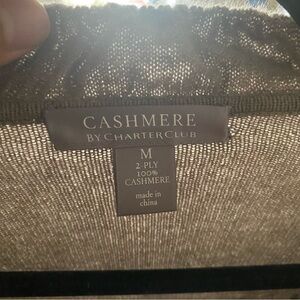 CASHMERE
BY CHARTER CLUB
M
2 PLY
100%
CASHMERE
made in
china